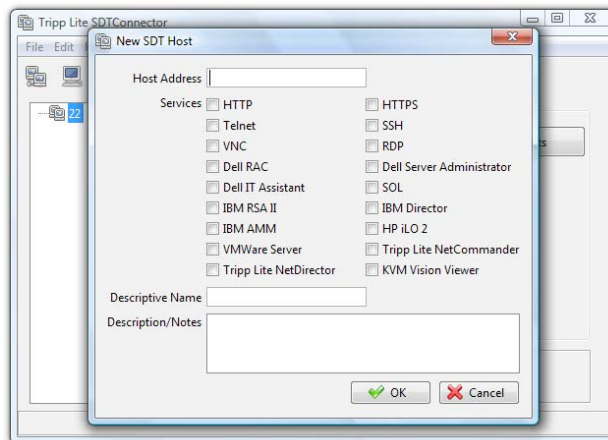 Tripp Lite SDTConnector
File Edit
New SDT Host
Host Address
Services
HTTP HTTPS
Telnet SSH
VNC RDP
Dell RAC Dell Server Administrator
Dell IT Assistant SOL
IBM RSA II IBM Director
IBM AMM HP iLO 2
VMWare Server Tripp Lite NetCommander
Tripp Lite NetDirector KVM Vision Viewer
22
Descriptive Name
Description/Notes
OK Cancel